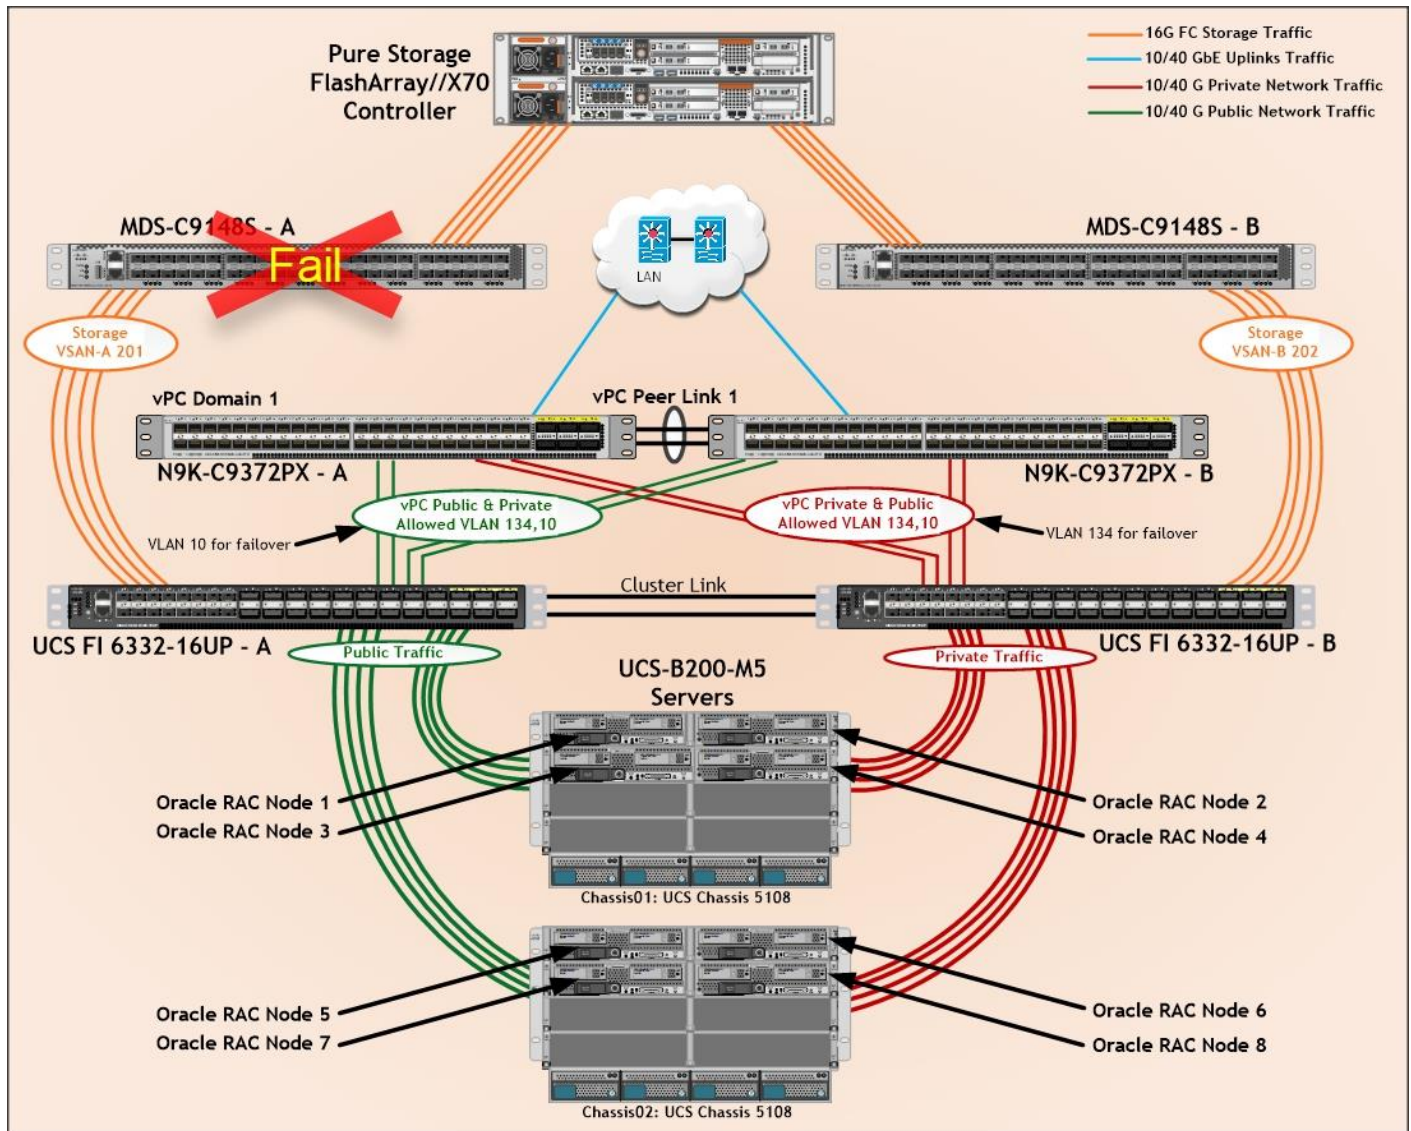 Pure Storage
FlashArray//X70
Controller
16G FC Storage Traffic
10/40 GbE Uplinks Traffic
10/40 G Private Network Traffic
10/40 G Public Network Traffic
MDS-C9148S - A
Fail
MDS-C9148S - B
LAN
Storage
VSAN-A 201
Storage
VSAN-B 202
vPC Domain 1
vPC Peer Link 1
N9K-C9372PX - A
N9K-C9372PX - B
vPC Public & Private
Allowed VLAN 134,10
vPC Private & Public
Allowed VLAN 134,10
VLAN 10 for failover
VLAN 134 for failover
Cluster Link
UCS FI 6332-16UP - A
UCS FI 6332-16UP - B
Public Traffic
Private Traffic
UCS-B200-M5
Servers
Oracle RAC Node 1
Oracle RAC Node 3
Oracle RAC Node 2
Oracle RAC Node 4
Chassis01: UCS Chassis 5108
Oracle RAC Node 5
Oracle RAC Node 7
Oracle RAC Node 6
Oracle RAC Node 8
Chassis02: UCS Chassis 5108